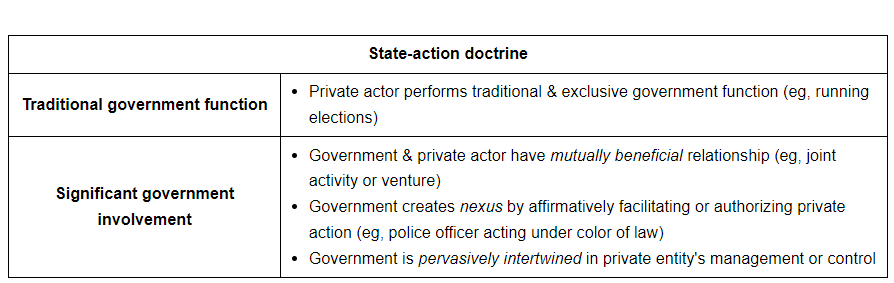 State-action doctrine
Traditional government function
• Private actor performs traditional & exclusive government function (eg, running
elections)
Significant government
involvement
• Government & private actor have mutually beneficial relationship (eg, joint
activity or venture)
• Government creates nexus by affirmatively facilitating or authorizing private
action (eg, police officer acting under color of law)
• Government is pervasively intertwined in private entity's management or control